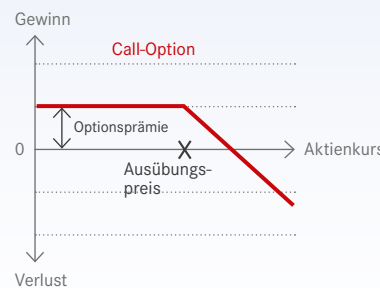 Gewinn
Call-Option
Optionsprämie
0
Aktienkurs
Ausübungs-
preis
Verlust